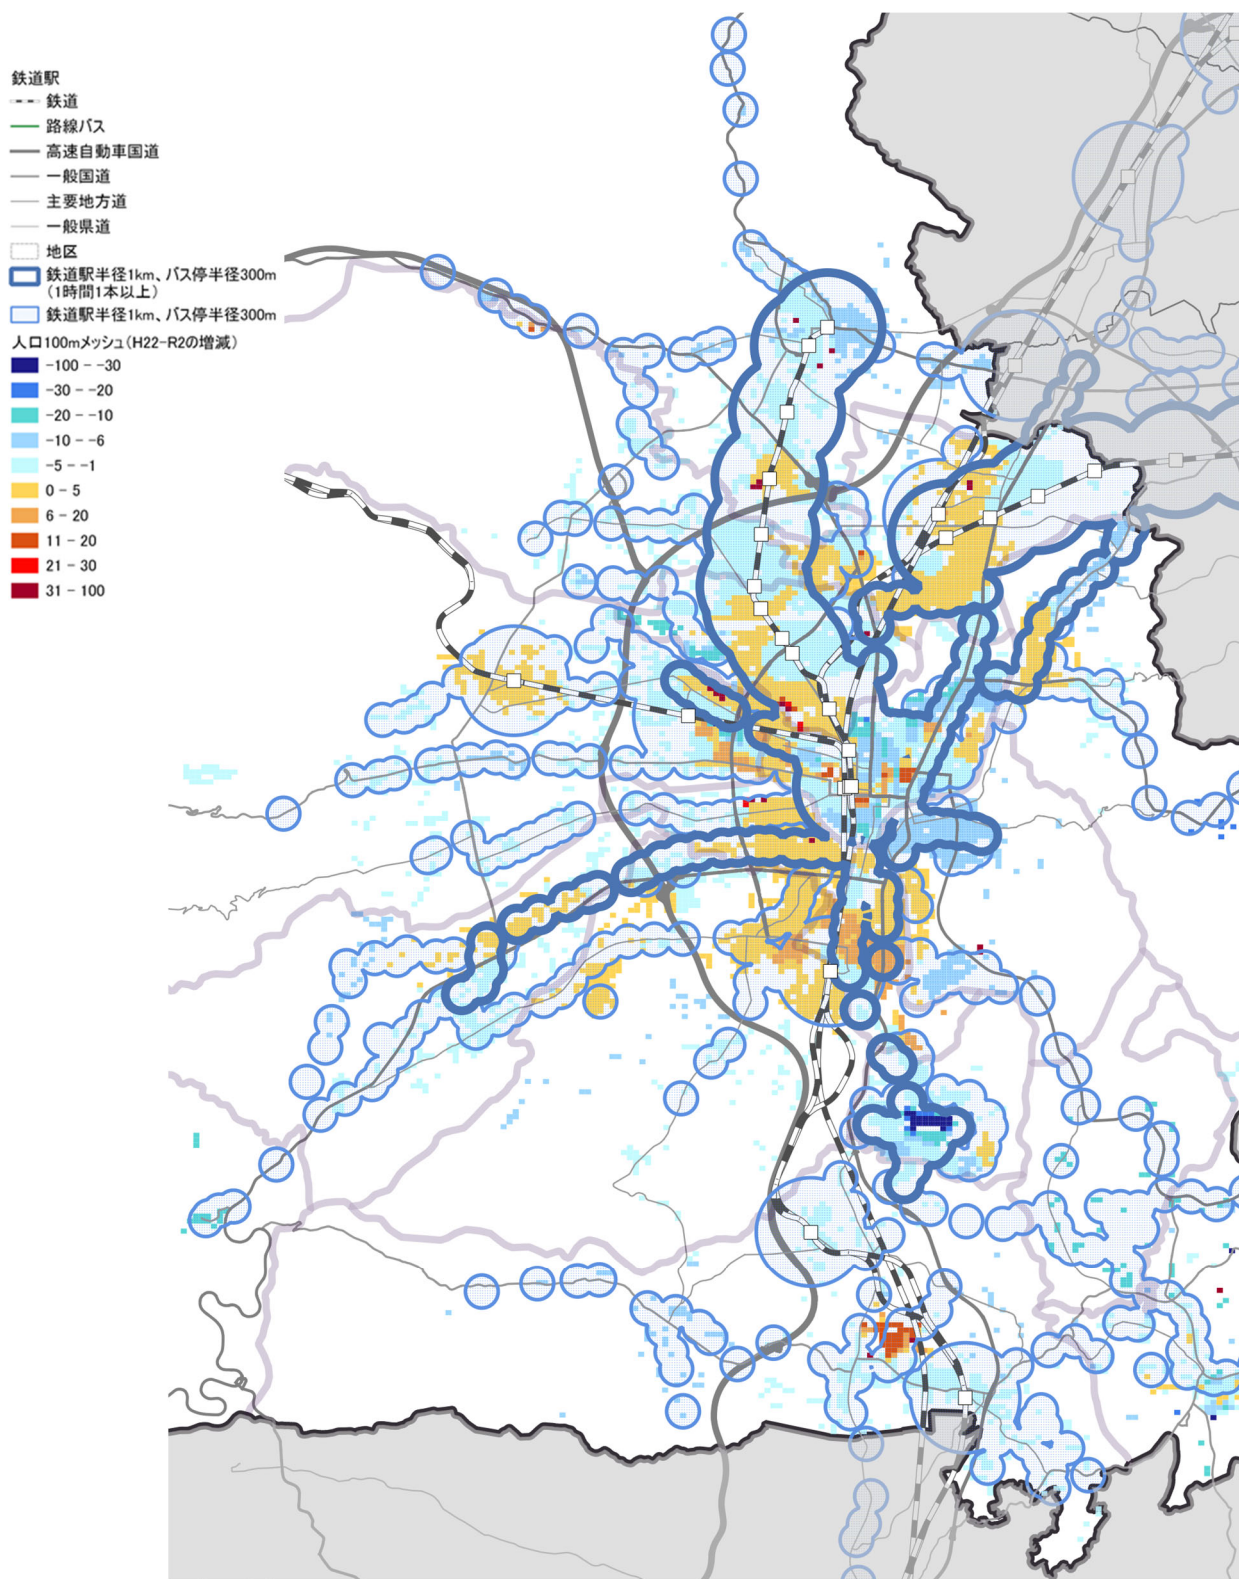 鉄道駅
鉄道
路線バス
高速自動車国道
一般国道
主要地方道
一般県道
地区
鉄道駅半径1km、バス停半径300m
(1時間1本以上)
鉄道駅半径1km、バス停半径300m
人口100mメッシュ(H22-R2の増減)
-100 - -30
-30 - -20
-20 - -10
-10 - -6
-5 - -1
0 - 5
6 - 20
11 - 20
21 - 30
31 - 100